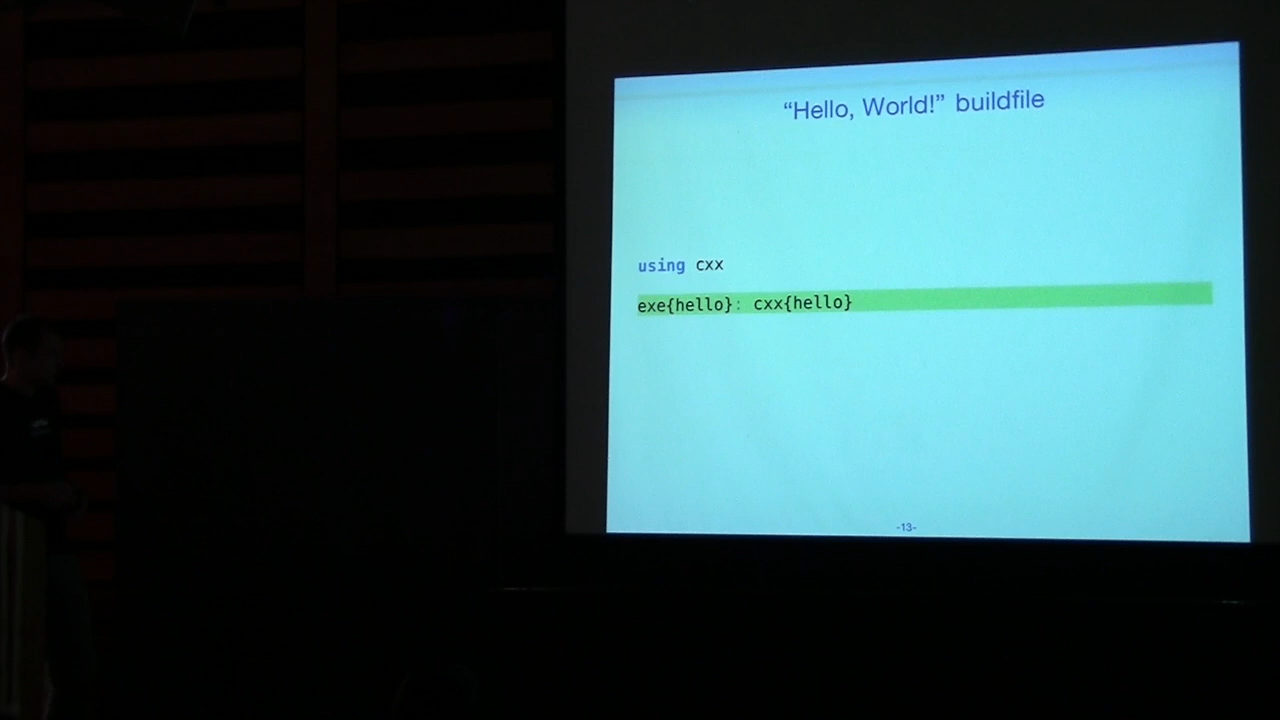 “Hello, World!” buildfile
using cxx
exe{hello}: cxx{hello}
-13-